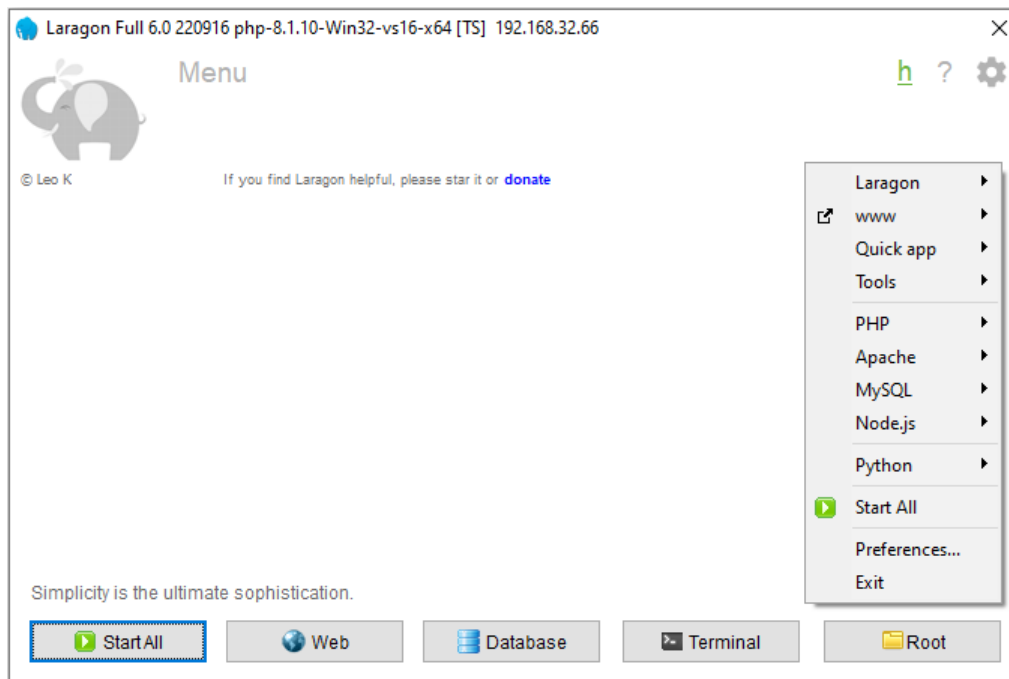 Laragon Full 6.0 220916 php-8.1.10-Win32-vs16-x64 [TS] 192.168.32.66
Menu
h ?
© Leo K
If you find Laragon helpful, please star it or donate
Laragon
www
Quick app
Tools
PHP
Apache
MySQL
Node.js
Python
Start All
Preferences...
Exit
Simplicity is the ultimate sophistication.
Start All
Web
Database
Terminal
Root